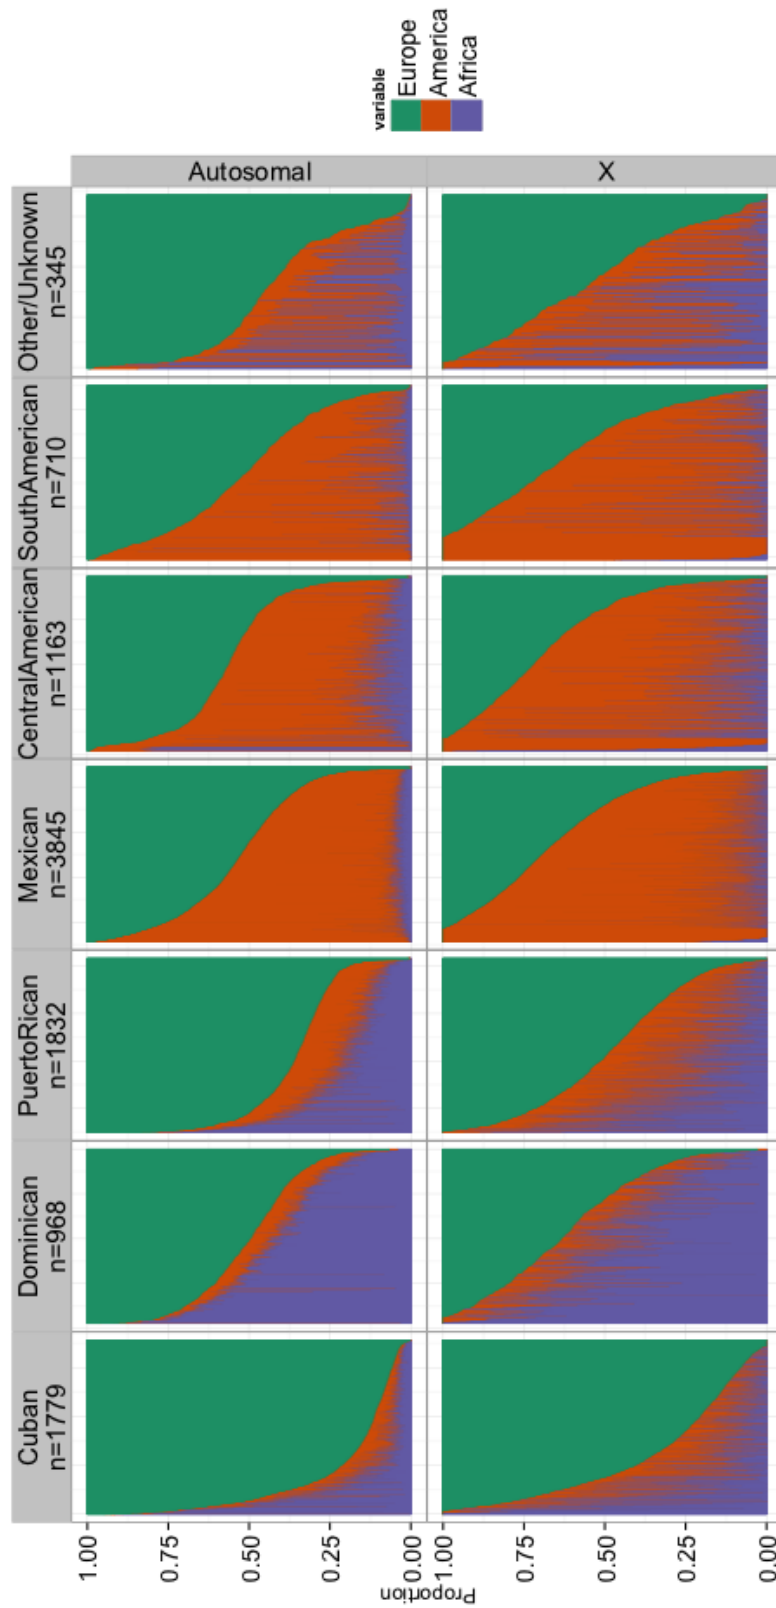 Cuban
n=1779
Dominican
n=968
PuertoRican
n=1832
Mexican
n=3845
CentralAmerican
n=1163
SouthAmerican
n=710
Other/Unknown
n=345
1.00
0.75
0.50
0.25
0.00
Autosomal
1.00
0.75
0.50
0.25
0.00
X
Proportion
variable
Europe
America
Africa